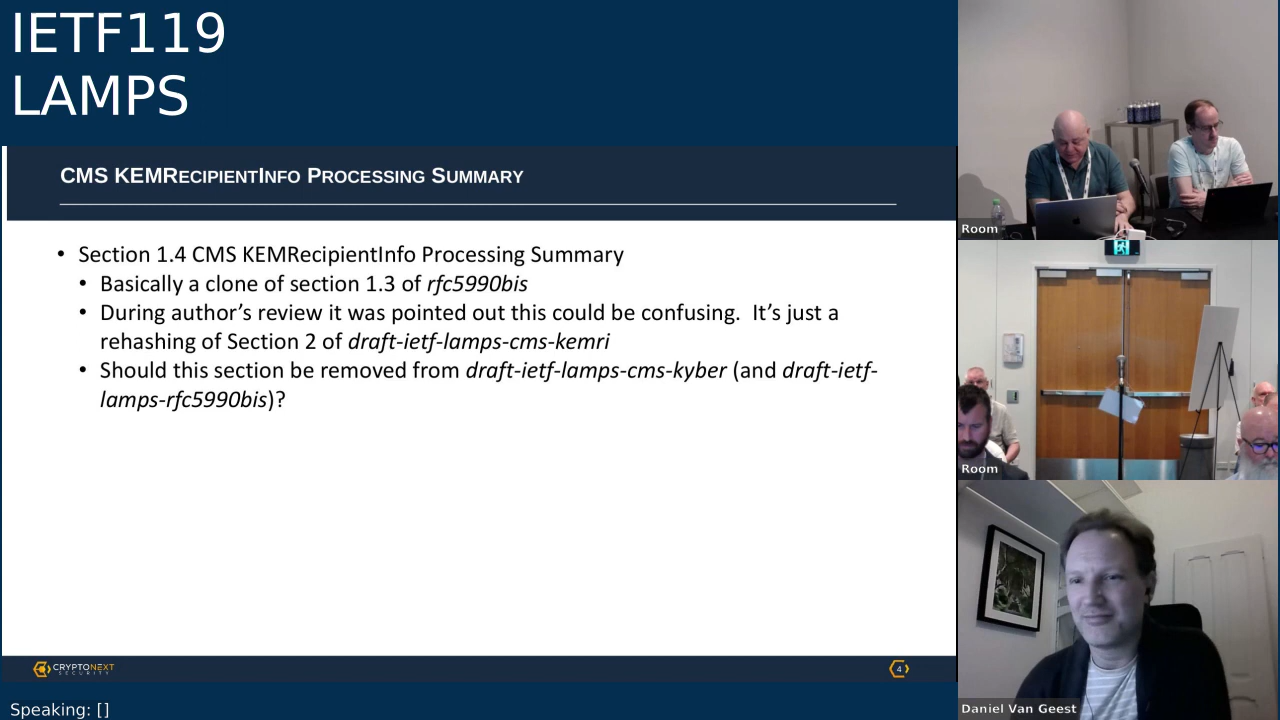 IETF119
LAMPS
CMS KEMRecipientInfo Processing Summary
• Section 1.4 CMS KEMRecipientInfo Processing Summary
• Basically a clone of section 1.3 of rfc5990bis
• During author’s review it was pointed out this could be confusing. It’s just a
rehashing of Section 2 of draft-ietf-lamps-cms-kemri
• Should this section be removed from draft-ietf-lamps-cms-kyber (and draft-ietf-
lamps-rfc5990bis)?
CRYPTONEXT
SECURITY
4
Speaking: []
Room
Room
Daniel Van Geest